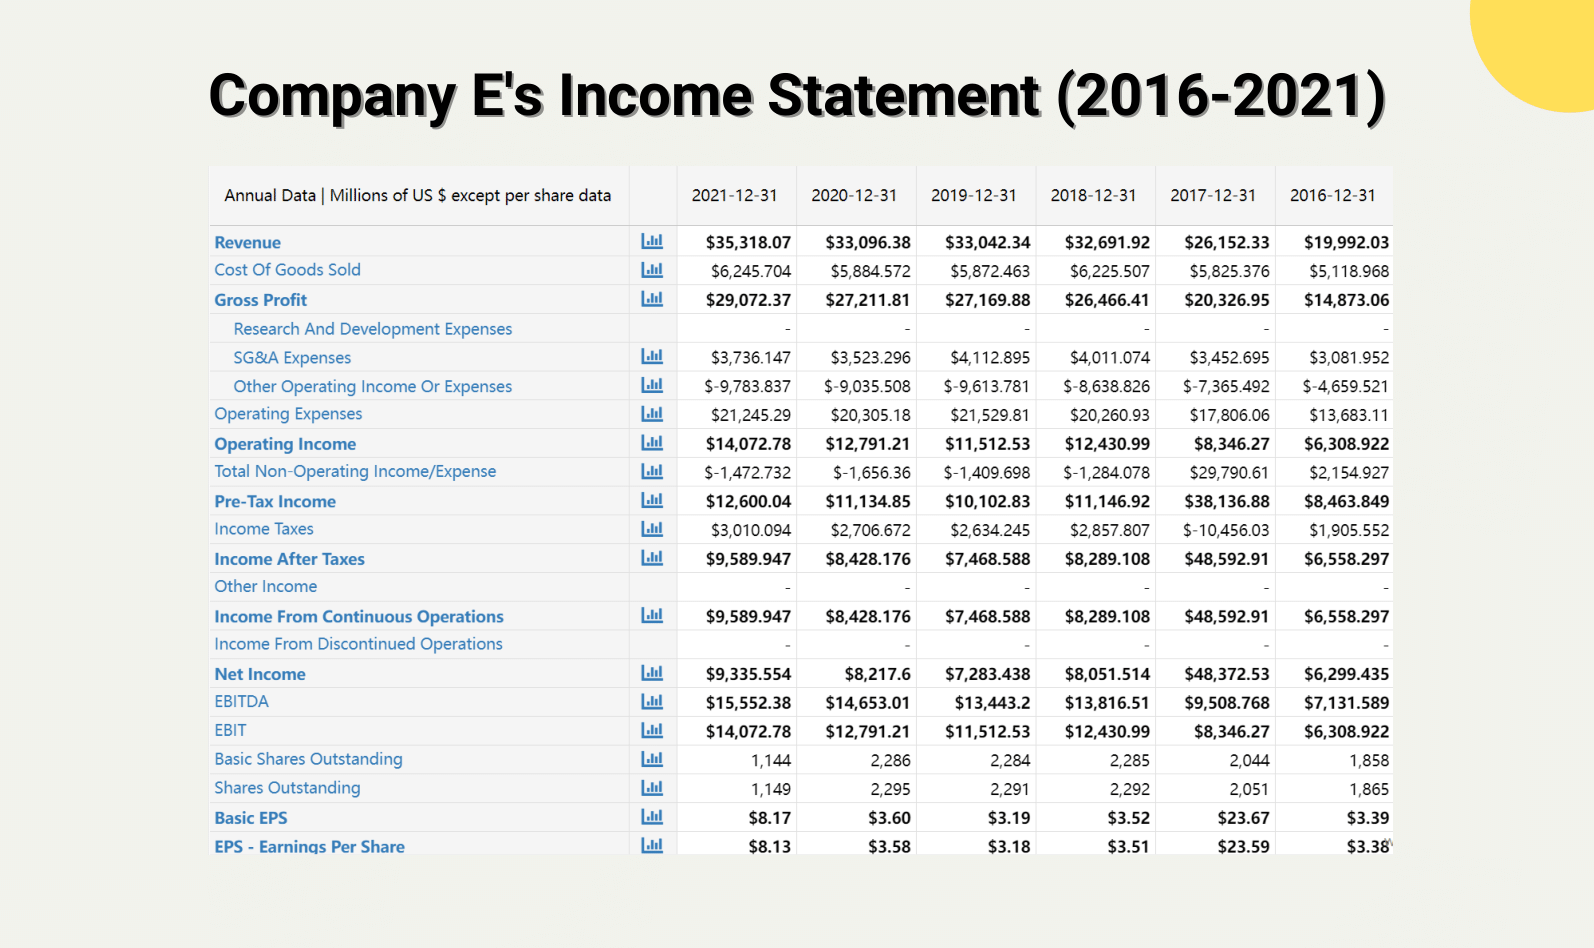 Company E's Income Statement (2016-2021)
Annual Data | Millions of US $ except per share data 2021-12-31 2020-12-31 2019-12-31 2018-12-31 2017-12-31 2016-12-31
Revenue $35,318.07 $33,096.38 $33,042.34 $32,691.92 $26,152.33 $19,992.03
Cost Of Goods Sold $6,245.704 $5,884.572 $5,872.463 $6,225.507 $5,825.376 $5,118.968
Gross Profit $29,072.37 $27,211.81 $27,169.88 $26,466.41 $20,326.95 $14,873.06
Research And Development Expenses - - - - - -
SG&A Expenses $3,736.147 $3,523.296 $4,112.895 $4,011.074 $3,452.695 $3,081.952
Other Operating Income Or Expenses $-9,783.837 $-9,035.508 $-9,613.781 $-8,638.826 $-7,365.492 $-4,659.521
Operating Expenses $21,245.29 $20,305.18 $21,529.81 $20,260.93 $17,806.06 $13,683.11
Operating Income $14,072.78 $12,791.21 $11,512.53 $12,430.99 $8,346.27 $6,308.922
Total Non-Operating Income/Expense $-1,472.732 $-1,656.36 $-1,409.698 $-1,284.078 $29,790.61 $2,154.927
Pre-Tax Income $12,600.04 $11,134.85 $10,102.83 $11,146.92 $38,136.88 $8,463.849
Income Taxes $3,010.094 $2,706.672 $2,634.245 $2,857.807 $-10,456.03 $1,905.552
Income After Taxes $9,589.947 $8,428.176 $7,468.588 $8,289.108 $48,592.91 $6,558.297
Other Income - - - - - -
Income From Continuous Operations $9,589.947 $8,428.176 $7,468.588 $8,289.108 $48,592.91 $6,558.297
Income From Discontinued Operations - - - - - -
Net Income $9,335.554 $8,217.6 $7,283.438 $8,051.514 $48,372.53 $6,299.435
EBITDA $15,552.38 $14,653.01 $13,443.2 $13,816.51 $9,508.768 $7,131.589
EBIT $14,072.78 $12,791.21 $11,512.53 $12,430.99 $8,346.27 $6,308.922
Basic Shares Outstanding 1,144 2,286 2,284 2,285 2,044 1,858
Shares Outstanding 1,149 2,295 2,291 2,292 2,051 1,865
Basic EPS $8.17 $3.60 $3.19 $3.52 $23.67 $3.39
EPS - Earnings Per Share $8.13 $3.58 $3.18 $3.51 $23.59 $3.38